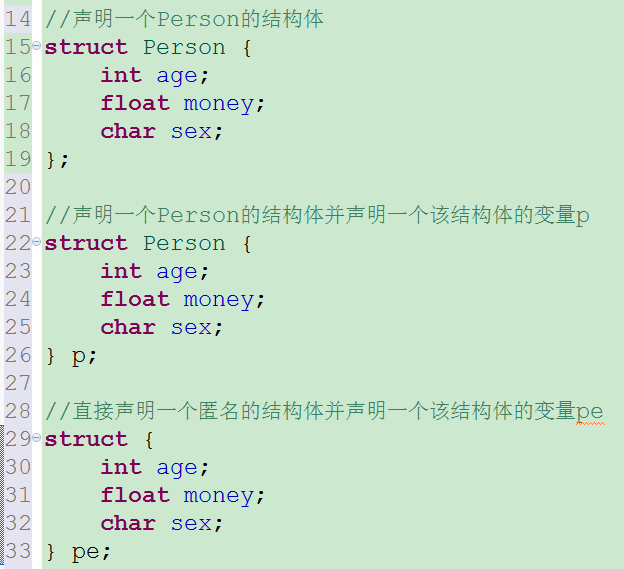 14 //声明一个Person的结构体
15 struct Person {
16     int age;
17     float money;
18     char sex;
19 };
20
21 //声明一个Person的结构体并声明一个该结构体的变量p
22 struct Person {
23     int age;
24     float money;
25     char sex;
26 } p;
27
28 //直接声明一个匿名的结构体并声明一个该结构体的变量pe
29 struct {
30     int age;
31     float money;
32     char sex;
33 } pe;